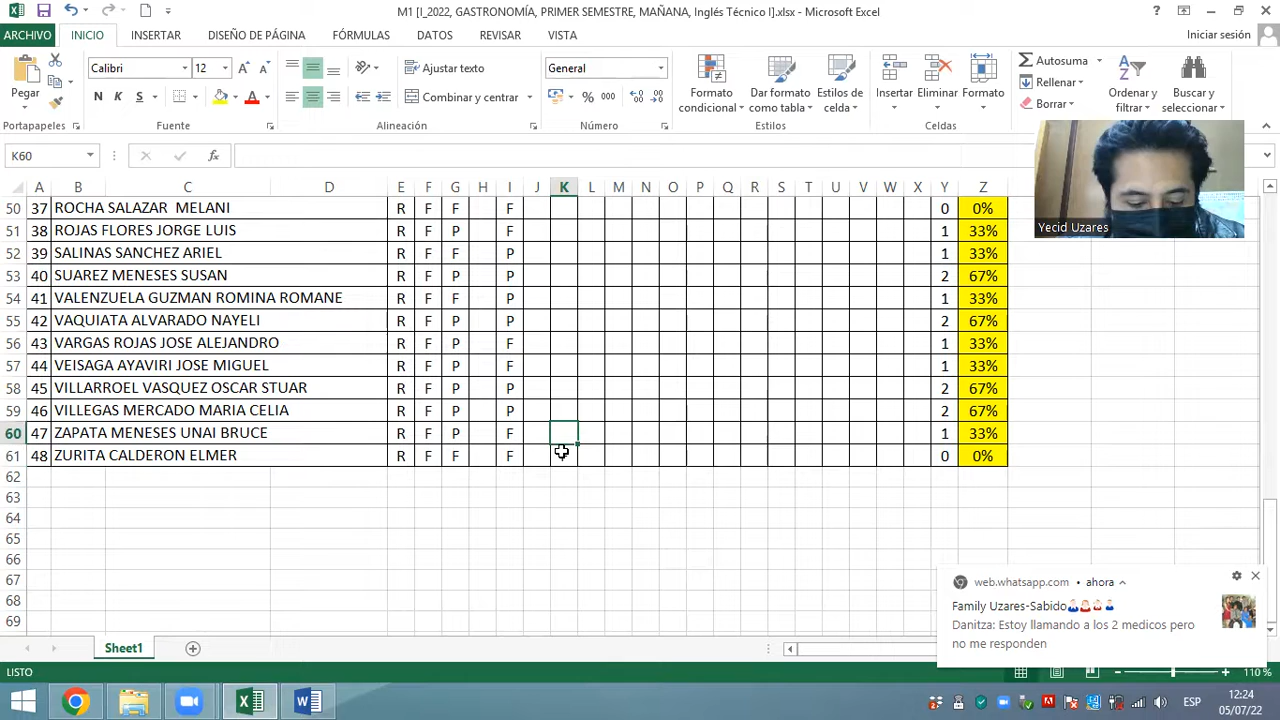 M1 [I_2022, GASTRONOMÍA, PRIMER SEMESTRE, MAÑANA, Inglés Técnico I].xlsx - Microsoft Excel
ARCHIVO INICIO INSERTAR DISEÑO DE PÁGINA FÓRMULAS DATOS REVISAR VISTA Iniciar sesión
Calibri 12 Ajustar texto General Autosuma
Rellenar
Pegar N K S Combinar y centrar % 000 Formato condicional Dar formato como tabla Estilos de celda Insertar Eliminar Formato Borrar Ordenar y filtrar Buscar y seleccionar
Portapapeles Fuente Alineación Número Estilos Celdas
K60 fx
A B C D E F G H I J K L M N O P Q R S T U V W X Y Z
50 37 ROCHA SALAZAR  MELANI R F F F 0 0%
51 38 ROJAS FLORES JORGE LUIS R F P F 1 33%
52 39 SALINAS SANCHEZ ARIEL R F F P 1 33%
53 40 SUAREZ MENESES SUSAN R F P P 2 67%
54 41 VALENZUELA GUZMAN ROMINA ROMANE R F F P 1 33%
55 42 VAQUIATA ALVARADO NAYELI R F P P 2 67%
56 43 VARGAS ROJAS JOSE ALEJANDRO R F P F 1 33%
57 44 VEISAGA AYAVIRI JOSE MIGUEL R F P F 1 33%
58 45 VILLARROEL VASQUEZ OSCAR STUAR R F P P 2 67%
59 46 VILLEGAS MERCADO MARIA CELIA R F P P 2 67%
60 47 ZAPATA MENESES UNAI BRUCE R F P F 1 33%
61 48 ZURITA CALDERON ELMER R F F F 0 0%
62
63
64
65
66
67
68
69
Yecid Uzares
web.whatsapp.com • ahora
Family Uzares-Sabido
Danitza: Estoy llamando a los 2 medicos pero
no me responden
Sheet1
LISTO 110 %
ESP 12:24
05/07/22